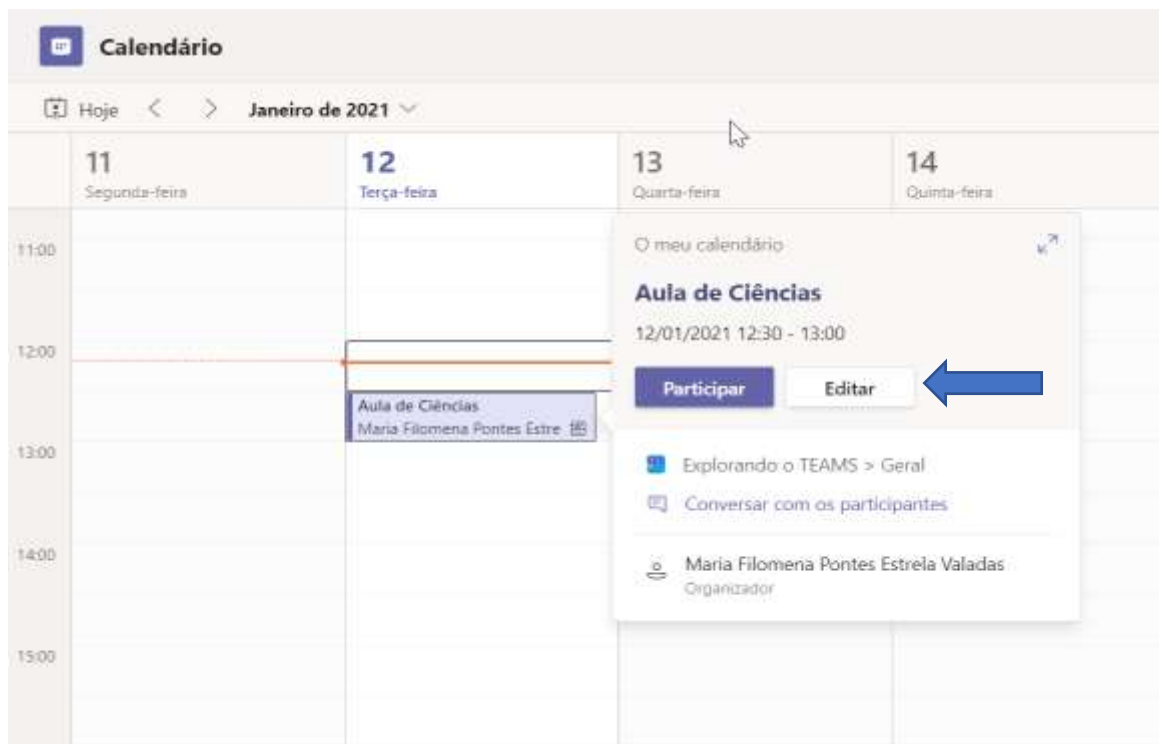 Calendário
Hoje Janeiro de 2021
11
Segunda-feira
12
Terça-feira
13
Quarta-feira
14
Quinta-feira
11:00
12:00
13:00
14:00
15:00
Aula de Ciências
Maria Filomena Pontes Estre
O meu calendário
Aula de Ciências
12/01/2021 12:30 - 13:00
Participar Editar
Explorando o TEAMS > Geral
Conversar com os participantes
Maria Filomena Pontes Estrela Valadas
Organizador